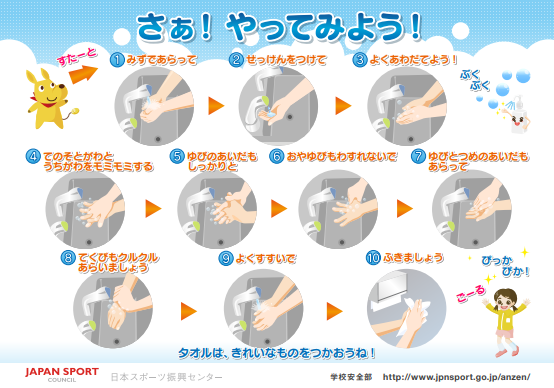 さぁ！やってみよう！
すたーと
① みずであらって
② せっけんをつけて
③ よくあわだてよう！
ぶく
ぶく
④ てのそとがわと
うちがわをモミモミする
⑤ ゆびのあいだも
しっかりと
⑥ おやゆびもわすれないで
⑦ ゆびとつめのあいだも
あらって
⑧ てくびもクルクル
あらいましょう
⑨ よくすすいで
⑩ ふきましょう
ぴっか
ぴか！
ごーる
タオルは、きれいなものをつかおうね！
JAPAN SPORT
COUNCIL
日本スポーツ振興センター
学校安全部 http://www.jpnsport.go.jp/anzen/